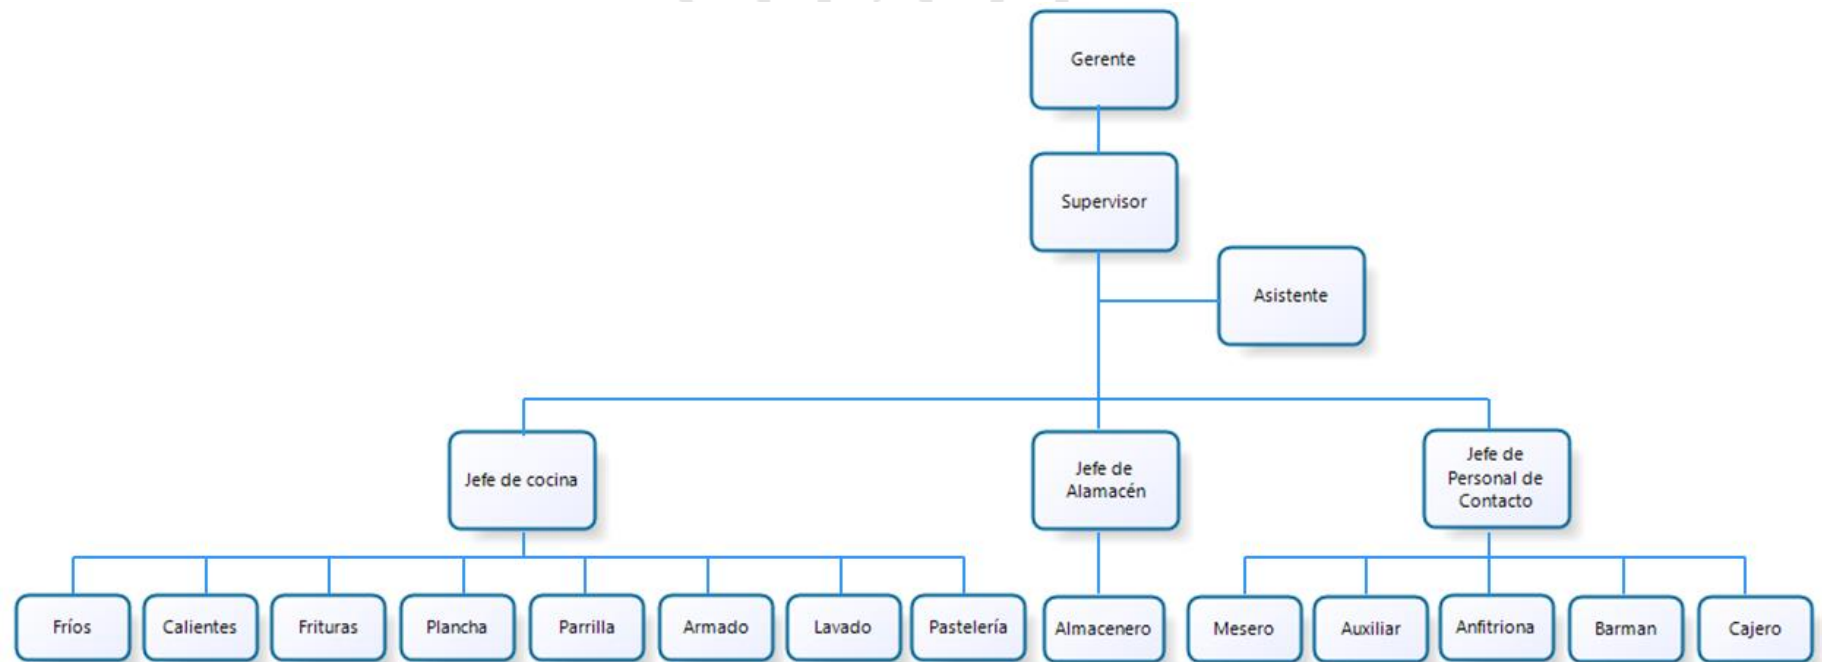 Gerente
Supervisor
Asistente
Jefe de cocina
Jefe de
Alamacén
Jefe de
Personal de
Contacto
Fríos
Calientes
Frituras
Plancha
Parrilla
Armado
Lavado
Pastelería
Almacenero
Mesero
Auxiliar
Anfitriona
Barman
Cajero